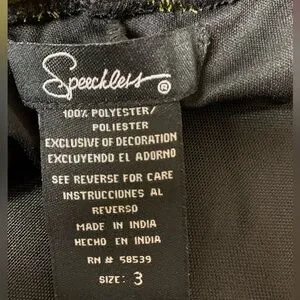 Speechless ®
100% POLYESTER/
POLIESTER
EXCLUSIVE OF DECORATION
EXCLUYENDO EL ADORNO
SEE REVERSE FOR CARE
INSTRUCCIONES AL
REVERSO
MADE IN INDIA
HECHO EN INDIA
RN # 58539
SIZE: 3